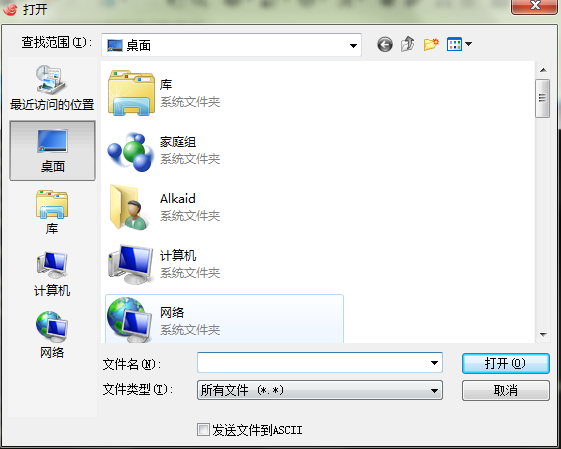 打开
查找范围(I):
桌面
最近访问的位置
桌面
库
计算机
网络
库
系统文件夹
家庭组
系统文件夹
Alkaid
系统文件夹
计算机
系统文件夹
网络
系统文件夹
文件名(N):
打开(O)
文件类型(T):
所有文件 (*.*)
取消
发送文件到ASCII